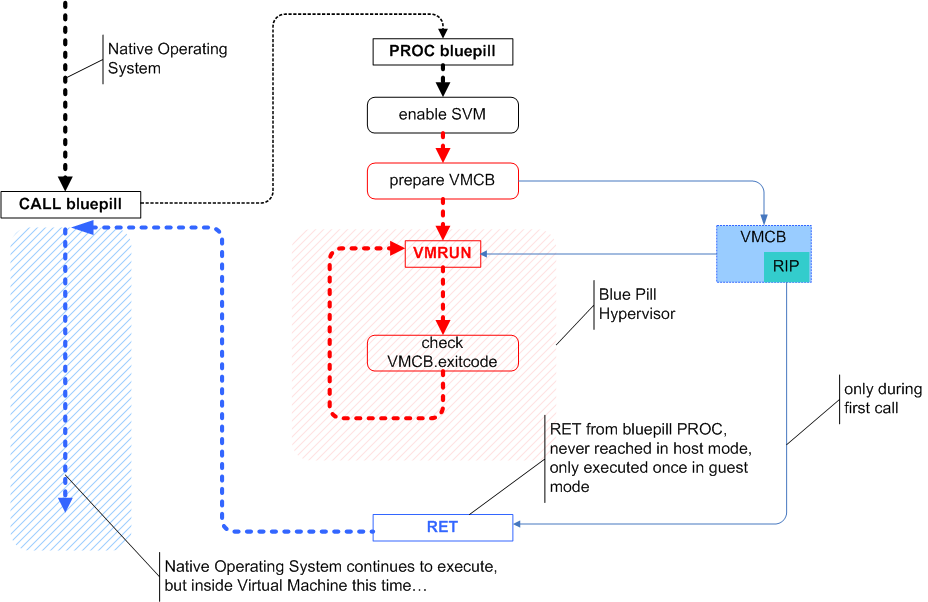 Native Operating
System
PROC bluepill
enable SVM
prepare VMCB
CALL bluepill
VMCB
RIP
VMRUN
Blue Pill
Hypervisor
check
VMCB.exitcode
only during
first call
RET from bluepill PROC,
never reached in host mode,
only executed once in guest
mode
RET
Native Operating System continues to execute,
but inside Virtual Machine this time…